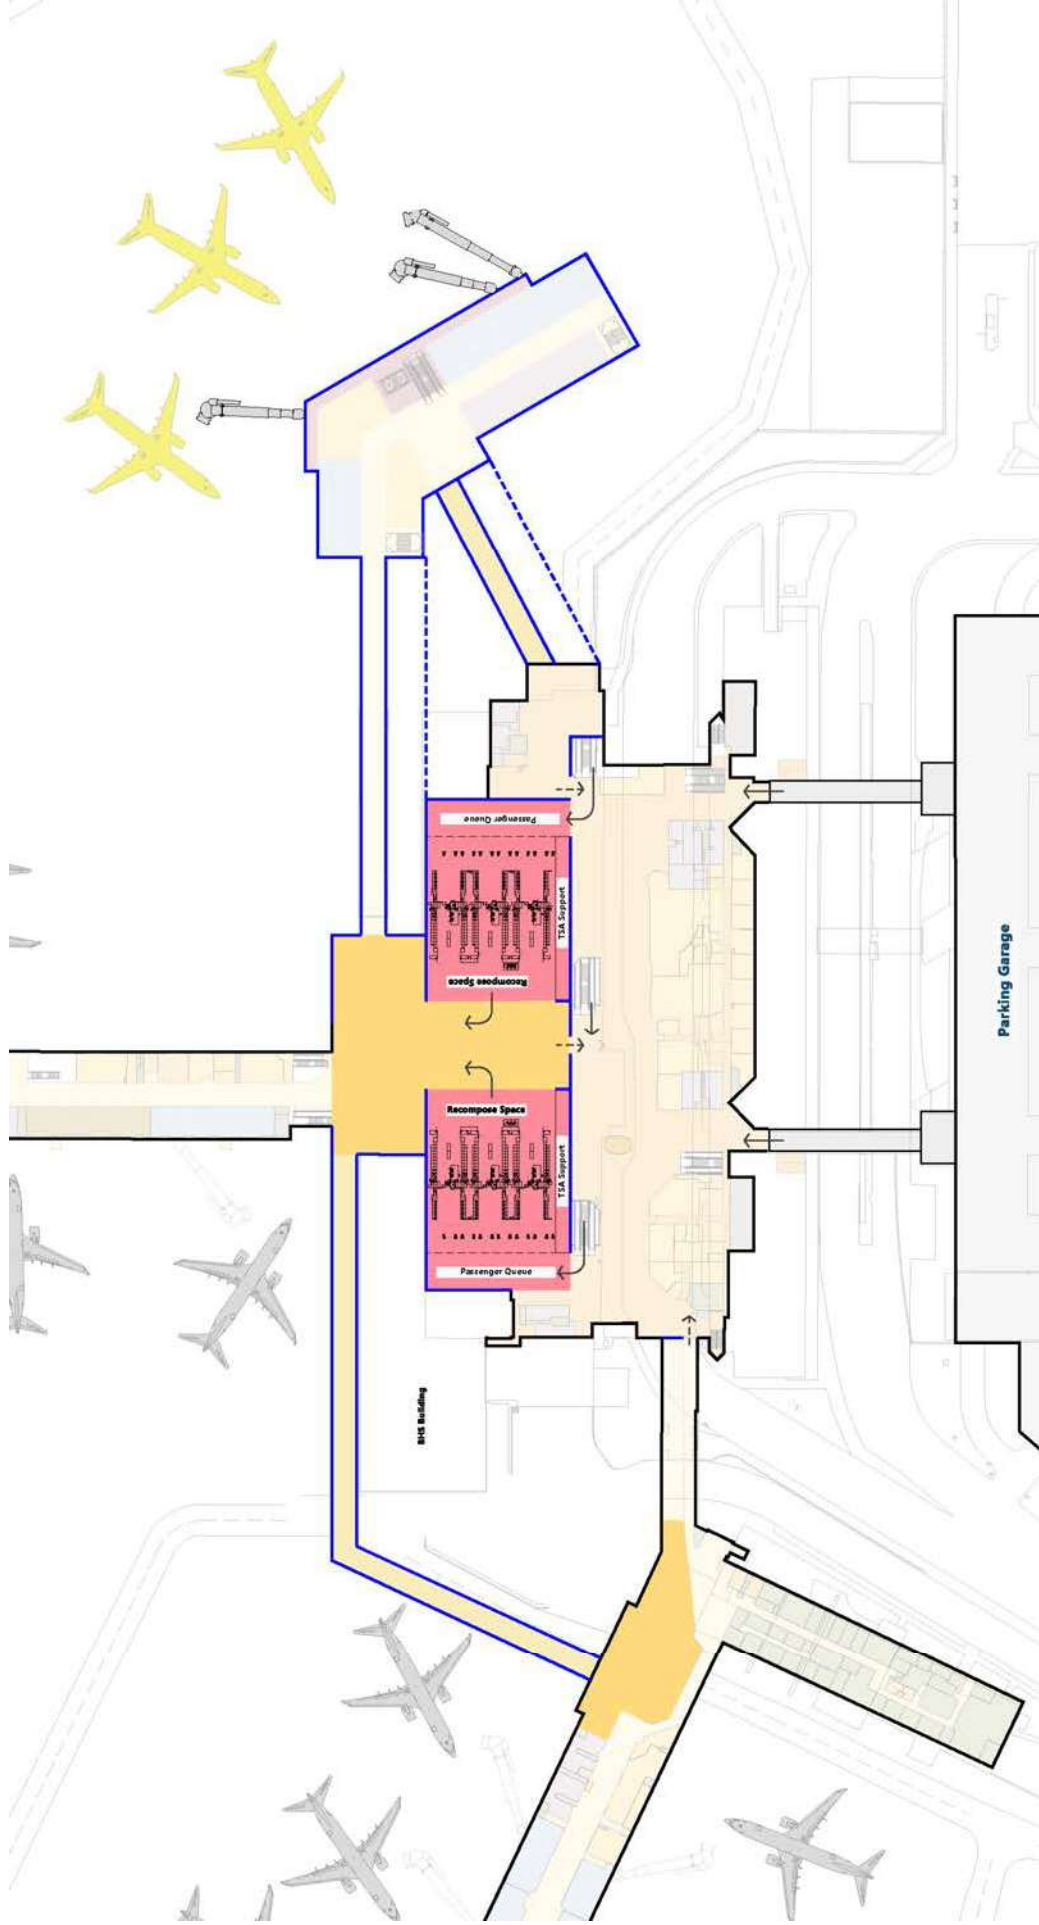 Passenger Queue
TSA Support
Recompose Space
Parking Garage
Recompose Space
TSA Support
Passenger Queue
BHS Building